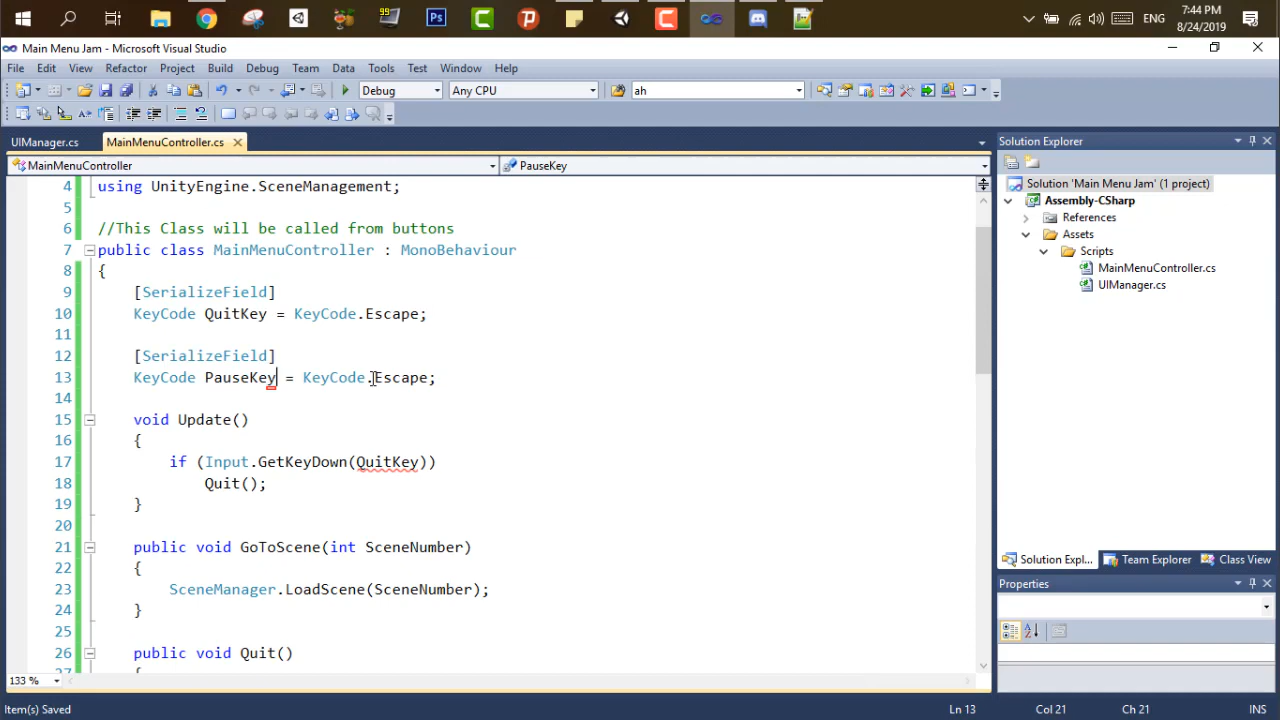 7:44 PM
ENG
8/24/2019
Main Menu Jam - Microsoft Visual Studio
File Edit View Refactor Project Build Debug Team Data Tools Test Window Help
Debug Any CPU ah
UIManager.cs MainMenuController.cs
MainMenuController PauseKey
4 using UnityEngine.SceneManagement;
5
6 //This Class will be called from buttons
7 public class MainMenuController : MonoBehaviour
8 {
9 [SerializeField]
10 KeyCode QuitKey = KeyCode.Escape;
11
12 [SerializeField]
13 KeyCode PauseKey = KeyCode.Escape;
14
15 void Update()
16 {
17 if (Input.GetKeyDown(QuitKey))
18 Quit();
19 }
20
21 public void GoToScene(int SceneNumber)
22 {
23 SceneManager.LoadScene(SceneNumber);
24 }
25
26 public void Quit()
27 {
133 %
Solution Explorer
Solution 'Main Menu Jam' (1 project)
Assembly-CSharp
References
Assets
Scripts
MainMenuController.cs
UIManager.cs
Solution Expl... Team Explorer Class View
Properties
Item(s) Saved Ln 13 Col 21 Ch 21 INS